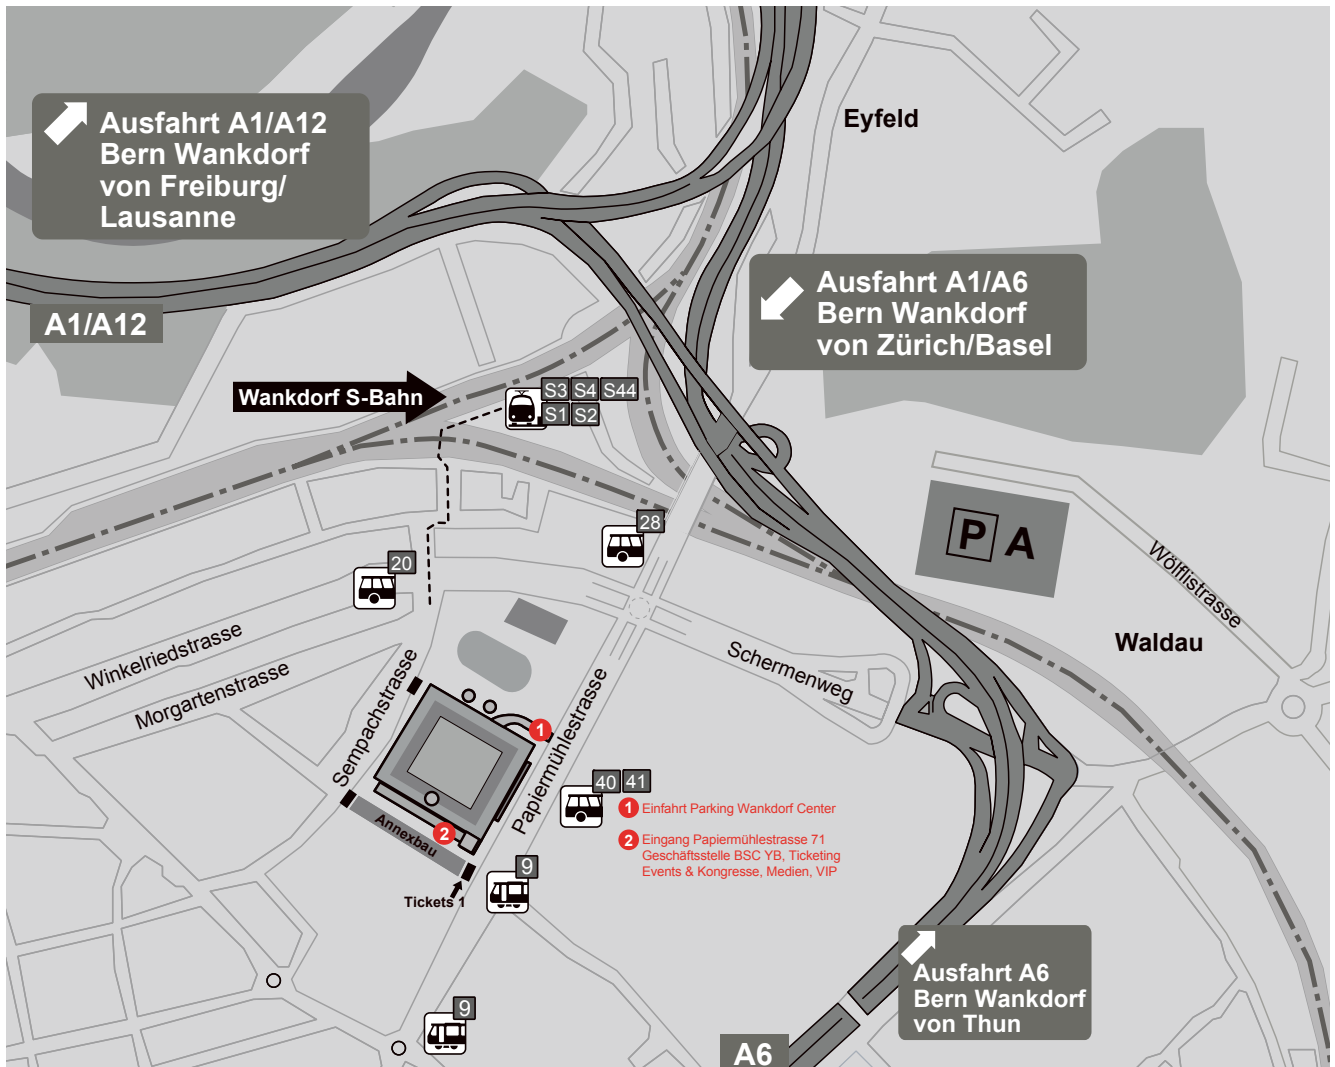 Ausfahrt A1/A12
Bern Wankdorf
von Freiburg/
Lausanne
Eyfeld
Ausfahrt A1/A6
Bern Wankdorf
von Zürich/Basel
A1/A12
Wankdorf S-Bahn
S3 S4 S44
S1 S2
28
20
P A
Wölflistrasse
Waldau
Winkelriedstrasse
Morgartenstrasse
Sempachstrasse
Papiermühlestrasse
Schermenweg
1
40 41
1 Einfahrt Parking Wankdorf Center
2
2 Eingang Papiermühlestrasse 71
Geschäftsstelle BSC YB, Ticketing
Events & Kongresse, Medien, VIP
Annexbau
Tickets 1
9
9
Ausfahrt A6
Bern Wankdorf
von Thun
A6